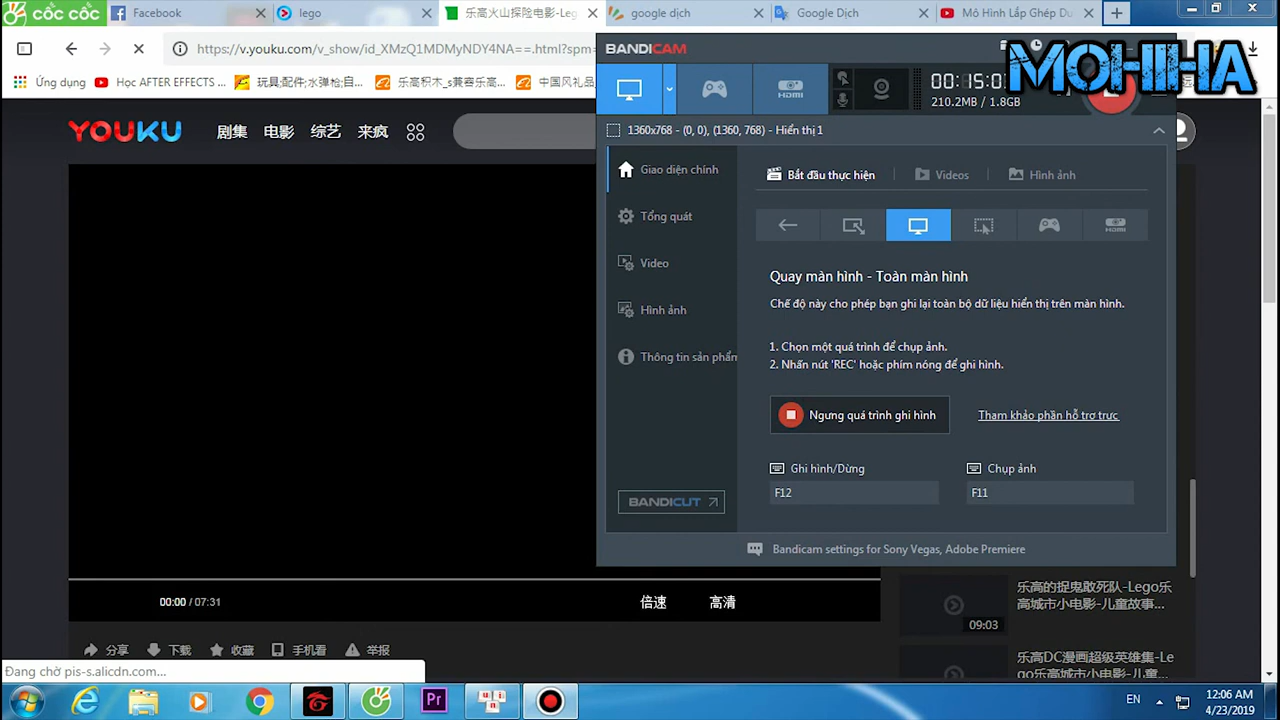 cốc cốc
Facebook
lego
乐高火山探险电影-Leg
google dịch
Google Dịch
Mô Hình Lắp Ghép Du
https://v.youku.com/v_show/id_XMzQ1MDMyNDY4NA==.html?spm=
Ứng dụng
Học AFTER EFFECTS ...
玩具;配件;水弹枪;自...
乐高积木_s兼容乐高...
中国风礼品
MOHIHA
BANDICAM
00:15:0
210.2MB / 1.8GB
HDMI
1360x768 - (0, 0), (1360, 768) - Hiển thị 1
YOUKU
剧集
电影
综艺
来疯
Giao diện chính
Tổng quát
Video
Hình ảnh
Thông tin sản phẩm
BANDICUT
Bắt đầu thực hiện
Videos
Hình ảnh
HDMI
Quay màn hình - Toàn màn hình
Chế độ này cho phép bạn ghi lại toàn bộ dữ liệu hiển thị trên màn hình.
1. Chọn một quá trình để chụp ảnh.
2. Nhấn nút 'REC' hoặc phím nóng để ghi hình.
Ngưng quá trình ghi hình
Tham khảo phần hỗ trợ trực
Ghi hình/Dừng
Chụp ảnh
F12
F11
Bandicam settings for Sony Vegas, Adobe Premiere
00:00 / 07:31
倍速
高清
乐高的捉鬼敢死队-Lego乐
高城市小电影-儿童故事...
09:03
乐高DC漫画超级英雄集-Le
go乐高城市小电影-儿童...
分享
下载
收藏
手机看
举报
Đang chờ pis-s.alicdn.com...
Pr
EN
12:06 AM
4/23/2019